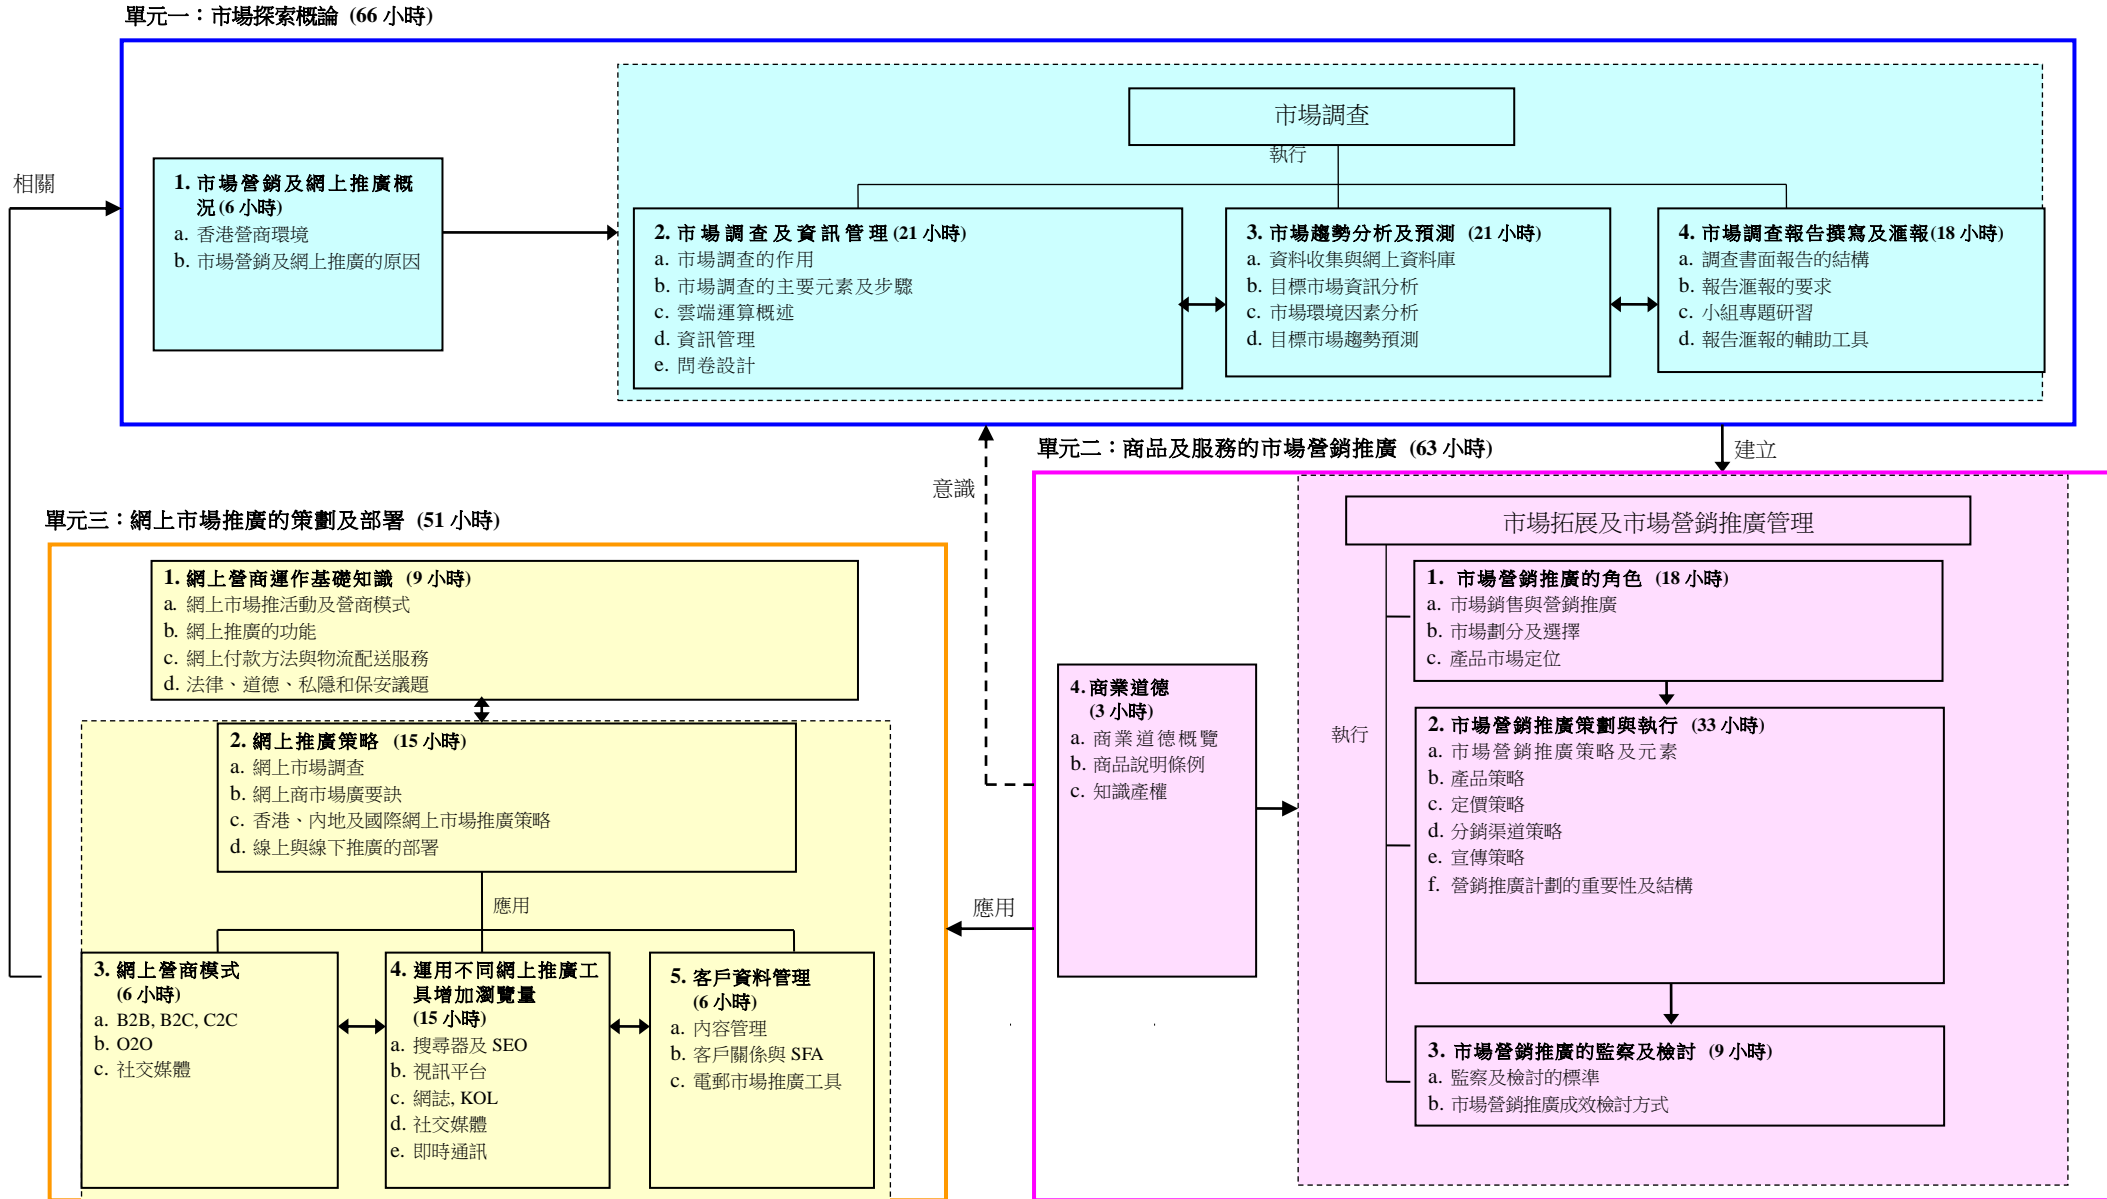 單元一：市場探索概論 (66 小時)
市場調查
執行
相關
1. 市場營銷及網上推廣概
況 (6 小時)
a. 香港營商環境
b. 市場營銷及網上推廣的原因
2. 市場調查及資訊管理 (21 小時)
a. 市場調查的作用
b. 市場調查的主要元素及步驟
c. 雲端運算概述
d. 資訊管理
e. 問卷設計
3. 市場趨勢分析及預測 (21 小時)
a. 資料收集與網上資料庫
b. 目標市場資訊分析
c. 市場環境因素分析
d. 目標市場趨勢預測
4. 市場調查報告撰寫及滙報(18 小時)
a. 調查書面報告的結構
b. 報告滙報的要求
c. 小組專題研習
d. 報告滙報的輔助工具
單元二：商品及服務的市場營銷推廣 (63 小時)
建立
意識
市場拓展及市場營銷推廣管理
執行
1. 市場營銷推廣的角色 (18 小時)
a. 市場銷售與營銷推廣
b. 市場劃分及選擇
c. 產品市場定位
2. 市場營銷推廣策劃與執行 (33 小時)
a. 市場營銷推廣策略及元素
b. 產品策略
c. 定價策略
d. 分銷渠道策略
e. 宣傳策略
f. 營銷推廣計劃的重要性及結構
3. 市場營銷推廣的監察及檢討 (9 小時)
a. 監察及檢討的標準
b. 市場營銷推廣成效檢討方式
4. 商業道德
(3 小時)
a. 商業道德概覽
b. 商品說明條例
c. 知識產權
應用
單元三：網上市場推廣的策劃及部署 (51 小時)
1. 網上營商運作基礎知識 (9 小時)
a. 網上市場推活動及營商模式
b. 網上推廣的功能
c. 網上付款方法與物流配送服務
d. 法律、道德、私隱和保安議題
2. 網上推廣策略 (15 小時)
a. 網上市場調查
b. 網上商市場廣要訣
c. 香港、內地及國際網上市場推廣策略
d. 線上與線下推廣的部署
應用
3. 網上營商模式
(6 小時)
a. B2B, B2C, C2C
b. O2O
c. 社交媒體
4. 運用不同網上推廣工
具增加瀏覽量
(15 小時)
a. 搜尋器及 SEO
b. 視訊平台
c. 網誌, KOL
d. 社交媒體
e. 即時通訊
5. 客戶資料管理
(6 小時)
a. 內容管理
b. 客戶關係與 SFA
c. 電郵市場推廣工具